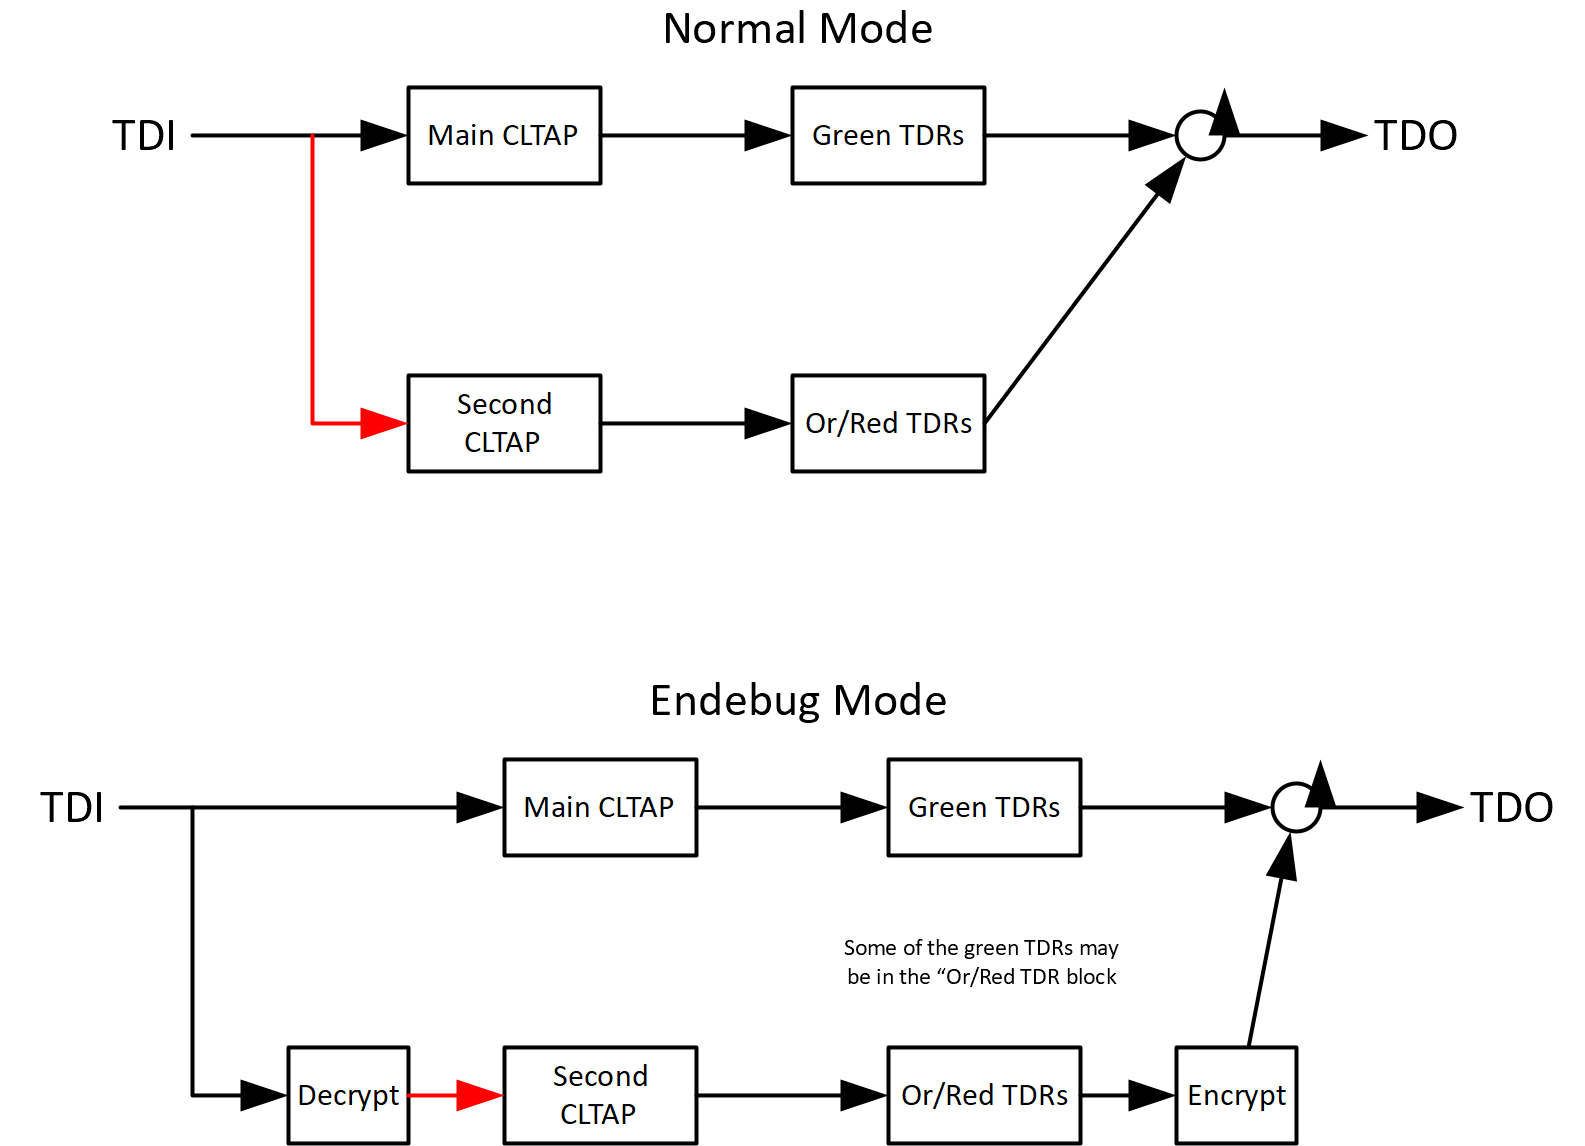 Normal Mode
TDI
Main CLTAP
Green TDRs
TDO
Second
CLTAP
Or/Red TDRs
Endebug Mode
TDI
Main CLTAP
Green TDRs
TDO
Some of the green TDRs may
be in the “Or/Red TDR block
Decrypt
Second
CLTAP
Or/Red TDRs
Encrypt